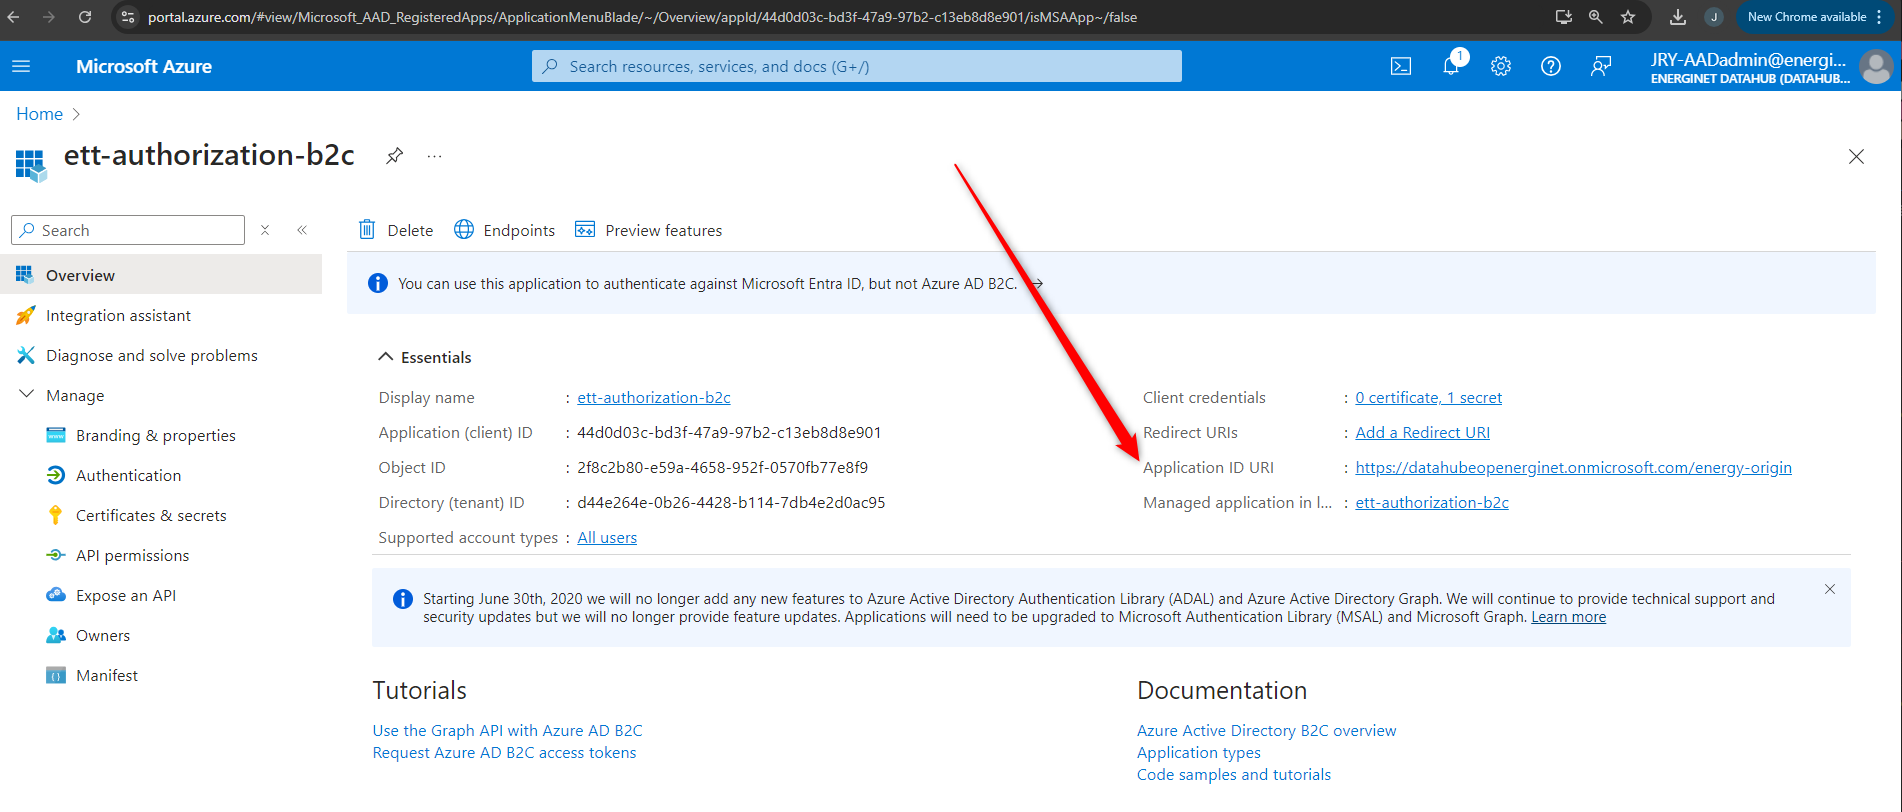 portal.azure.com/#view/Microsoft_AAD_RegisteredApps/ApplicationMenuBlade/~/Overview/appId/44d0d03c-bd3f-47a9-97b2-c13eb8d8e901/isMSAApp~/false
J
New Chrome available
Microsoft Azure
Search resources, services, and docs (G+/)
1
JRY-AADadmin@energi...
ENERGINET DATAHUB (DATAHUB...
Home
ett-authorization-b2c
...
Search
Delete
Endpoints
Preview features
Overview
Integration assistant
Diagnose and solve problems
Manage
Branding & properties
Authentication
Certificates & secrets
API permissions
Expose an API
Owners
Manifest
You can use this application to authenticate against Microsoft Entra ID, but not Azure AD B2C.
Essentials
Display name : ett-authorization-b2c
Application (client) ID : 44d0d03c-bd3f-47a9-97b2-c13eb8d8e901
Object ID : 2f8c2b80-e59a-4658-952f-0570fb77e8f9
Directory (tenant) ID : d44e264e-0b26-4428-b114-7db4e2d0ac95
Supported account types : All users
Client credentials : 0 certificate, 1 secret
Redirect URIs : Add a Redirect URI
Application ID URI : https://datahubeopenerginet.onmicrosoft.com/energy-origin
Managed application in l... : ett-authorization-b2c
Starting June 30th, 2020 we will no longer add any new features to Azure Active Directory Authentication Library (ADAL) and Azure Active Directory Graph. We will continue to provide technical support and
security updates but we will no longer provide feature updates. Applications will need to be upgraded to Microsoft Authentication Library (MSAL) and Microsoft Graph. Learn more
Tutorials
Use the Graph API with Azure AD B2C
Request Azure AD B2C access tokens
Documentation
Azure Active Directory B2C overview
Application types
Code samples and tutorials